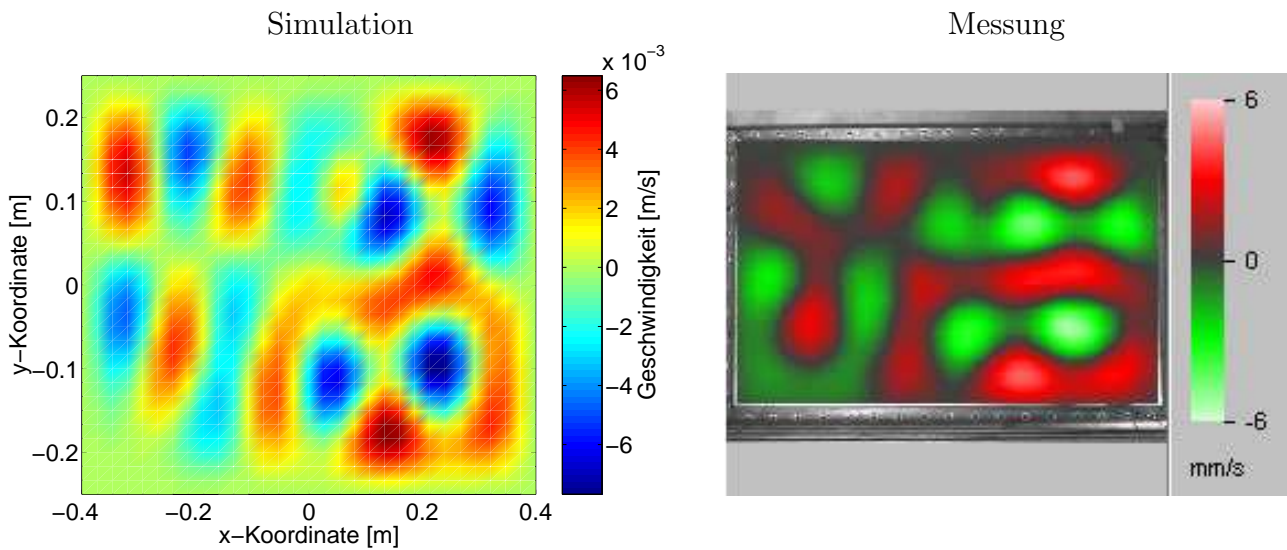 Simulation
x 10⁻³
0.2
0.1
0
−0.1
−0.2
y−Koordinate [m]
−0.4
−0.2
0
0.2
0.4
x−Koordinate [m]
6
4
2
0
−2
−4
−6
Geschwindigkeit [m/s]
Messung
6
0
-6
mm/s